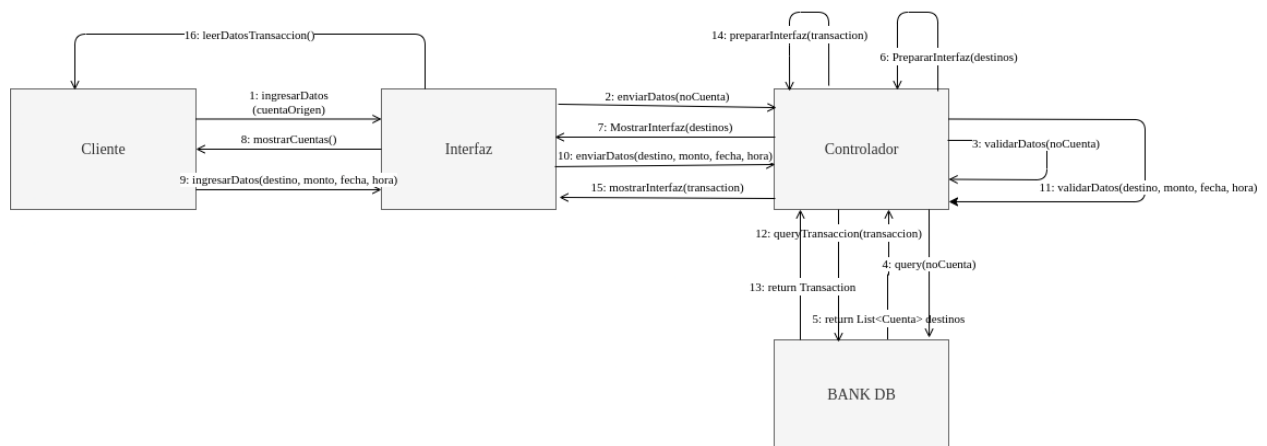 16: leerDatosTransaccion()
14: prepararInterfaz(transaction)
6: PrepararInterfaz(destinos)
1: ingresarDatos
(cuentaOrigen)
2: enviarDatos(noCuenta)
7: MostrarInterfaz(destinos)
8: mostrarCuentas()
3: validarDatos(noCuenta)
Cliente
Interfaz
Controlador
10: enviarDatos(destino, monto, fecha, hora)
9: ingresarDatos(destino, monto, fecha, hora)
15: mostrarInterfaz(transaction)
11: validarDatos(destino, monto, fecha, hora)
12: queryTransaccion(transaccion)
4: query(noCuenta)
13: return Transaction
5: return List<Cuenta> destinos
BANK DB